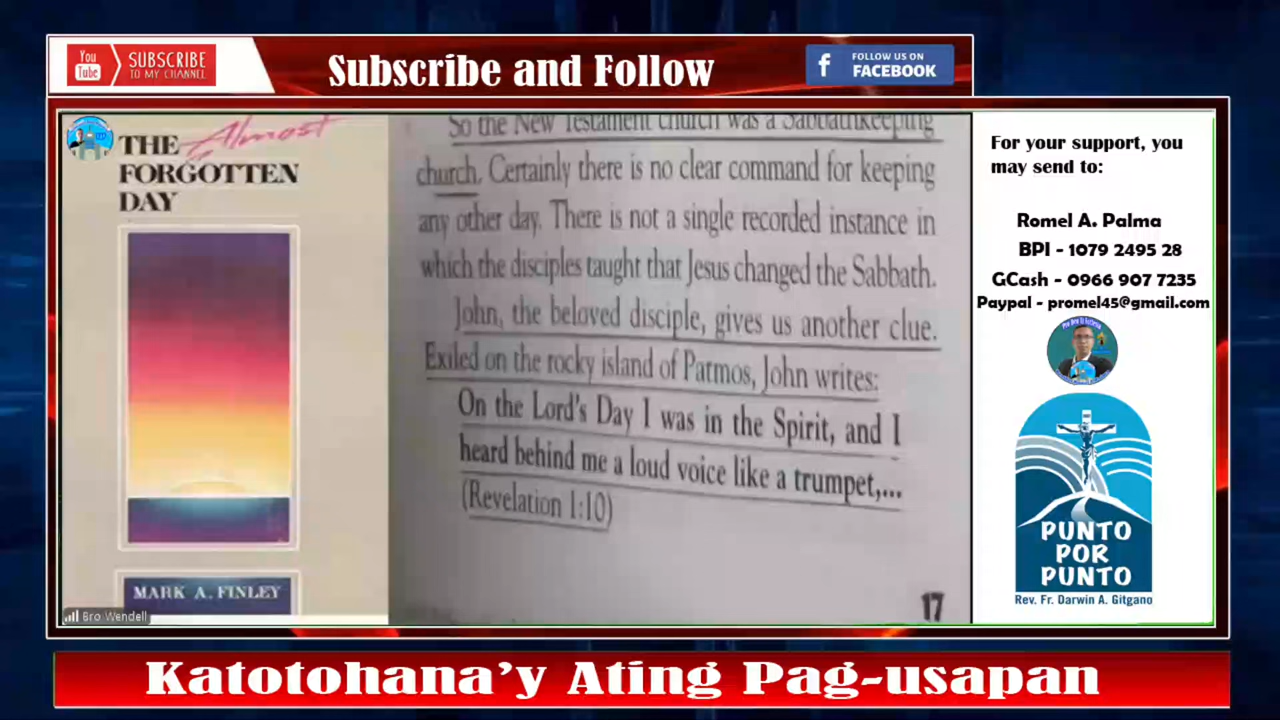 You
Tube
SUBSCRIBE
TO MY CHANNEL
Subscribe and Follow
f
FOLLOW US ON
FACEBOOK
THE Almost
FORGOTTEN
DAY
MARK A. FINLEY
Bro Wendell
So the New Testament church was a Sabbathkeeping
church. Certainly there is no clear command for keeping
any other day. There is not a single recorded instance in
which the disciples taught that Jesus changed the Sabbath.
John, the beloved disciple, gives us another clue.
Exiled on the rocky island of Patmos, John writes:
On the Lord's Day I was in the Spirit, and I
heard behind me a loud voice like a trumpet,...
(Revelation 1:10)
17
For your support, you
may send to:
Romel A. Palma
BPI - 1079 2495 28
GCash - 0966 907 7235
Paypal - promel45@gmail.com
PUNTO
POR
PUNTO
Rev. Fr. Darwin A. Gitgano
Katotohana'y Ating Pag-usapan